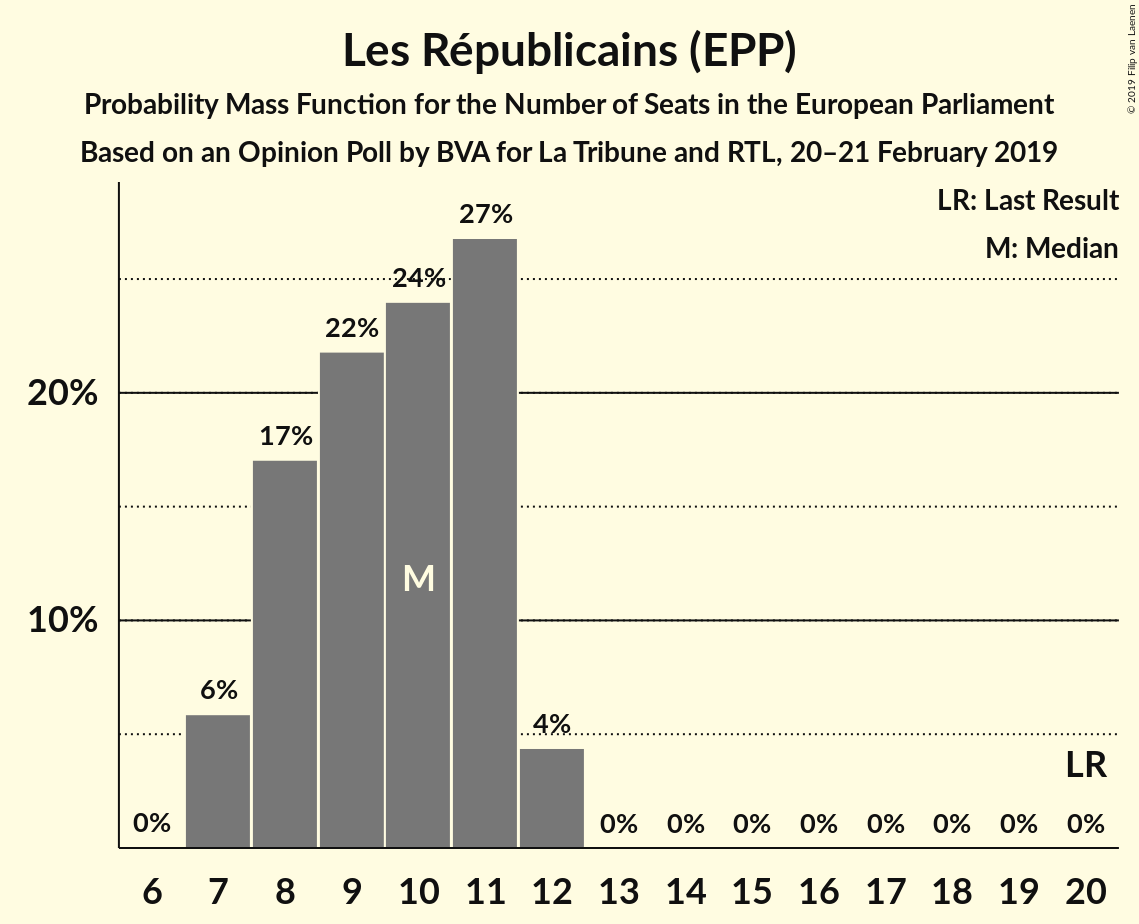 Les Républicains (EPP)
Probability Mass Function for the Number of Seats in the European Parliament
Based on an Opinion Poll by BVA for La Tribune and RTL, 20–21 February 2019
© 2019 Filip van Laenen
LR: Last Result
M: Median
27%
24%
22%
20%
17%
M
10%
6%
4%
LR
0% 0% 0% 0% 0% 0% 0% 0% 0%
6 7 8 9 10 11 12 13 14 15 16 17 18 19 20